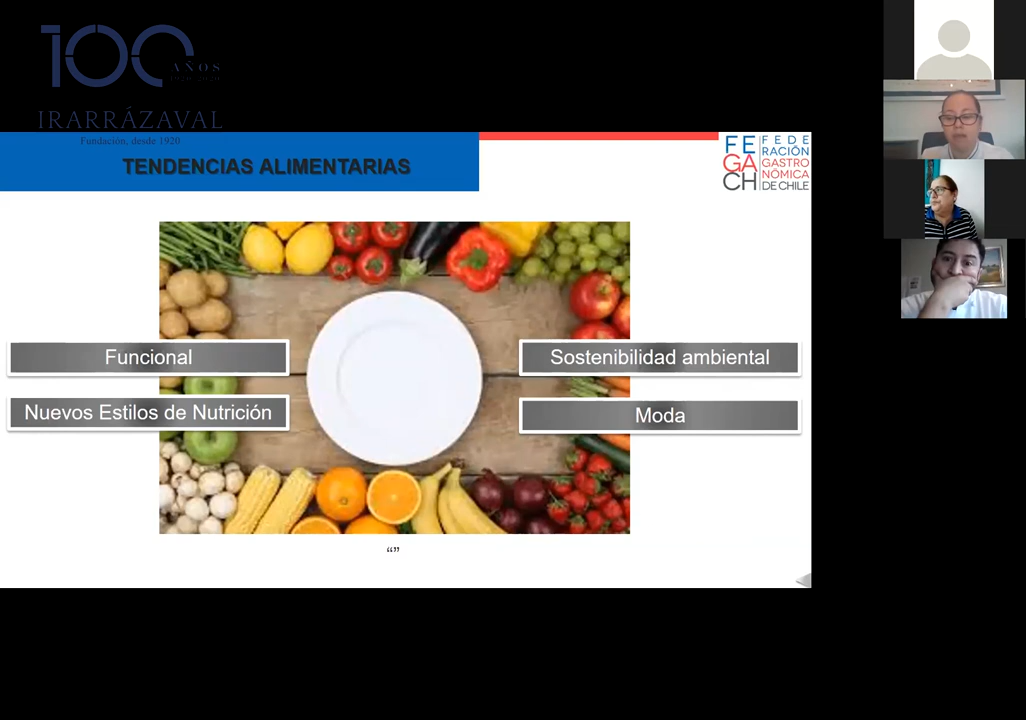 100
AÑOS
IRARRÁZAVAL
Fundación, desde 1920
TENDENCIAS ALIMENTARIAS
FE
GA
CH
FEDE
RACIÓN
GASTRO
NÓMICA
DE CHILE
Funcional
Sostenibilidad ambiental
Nuevos Estilos de Nutrición
Moda
“”